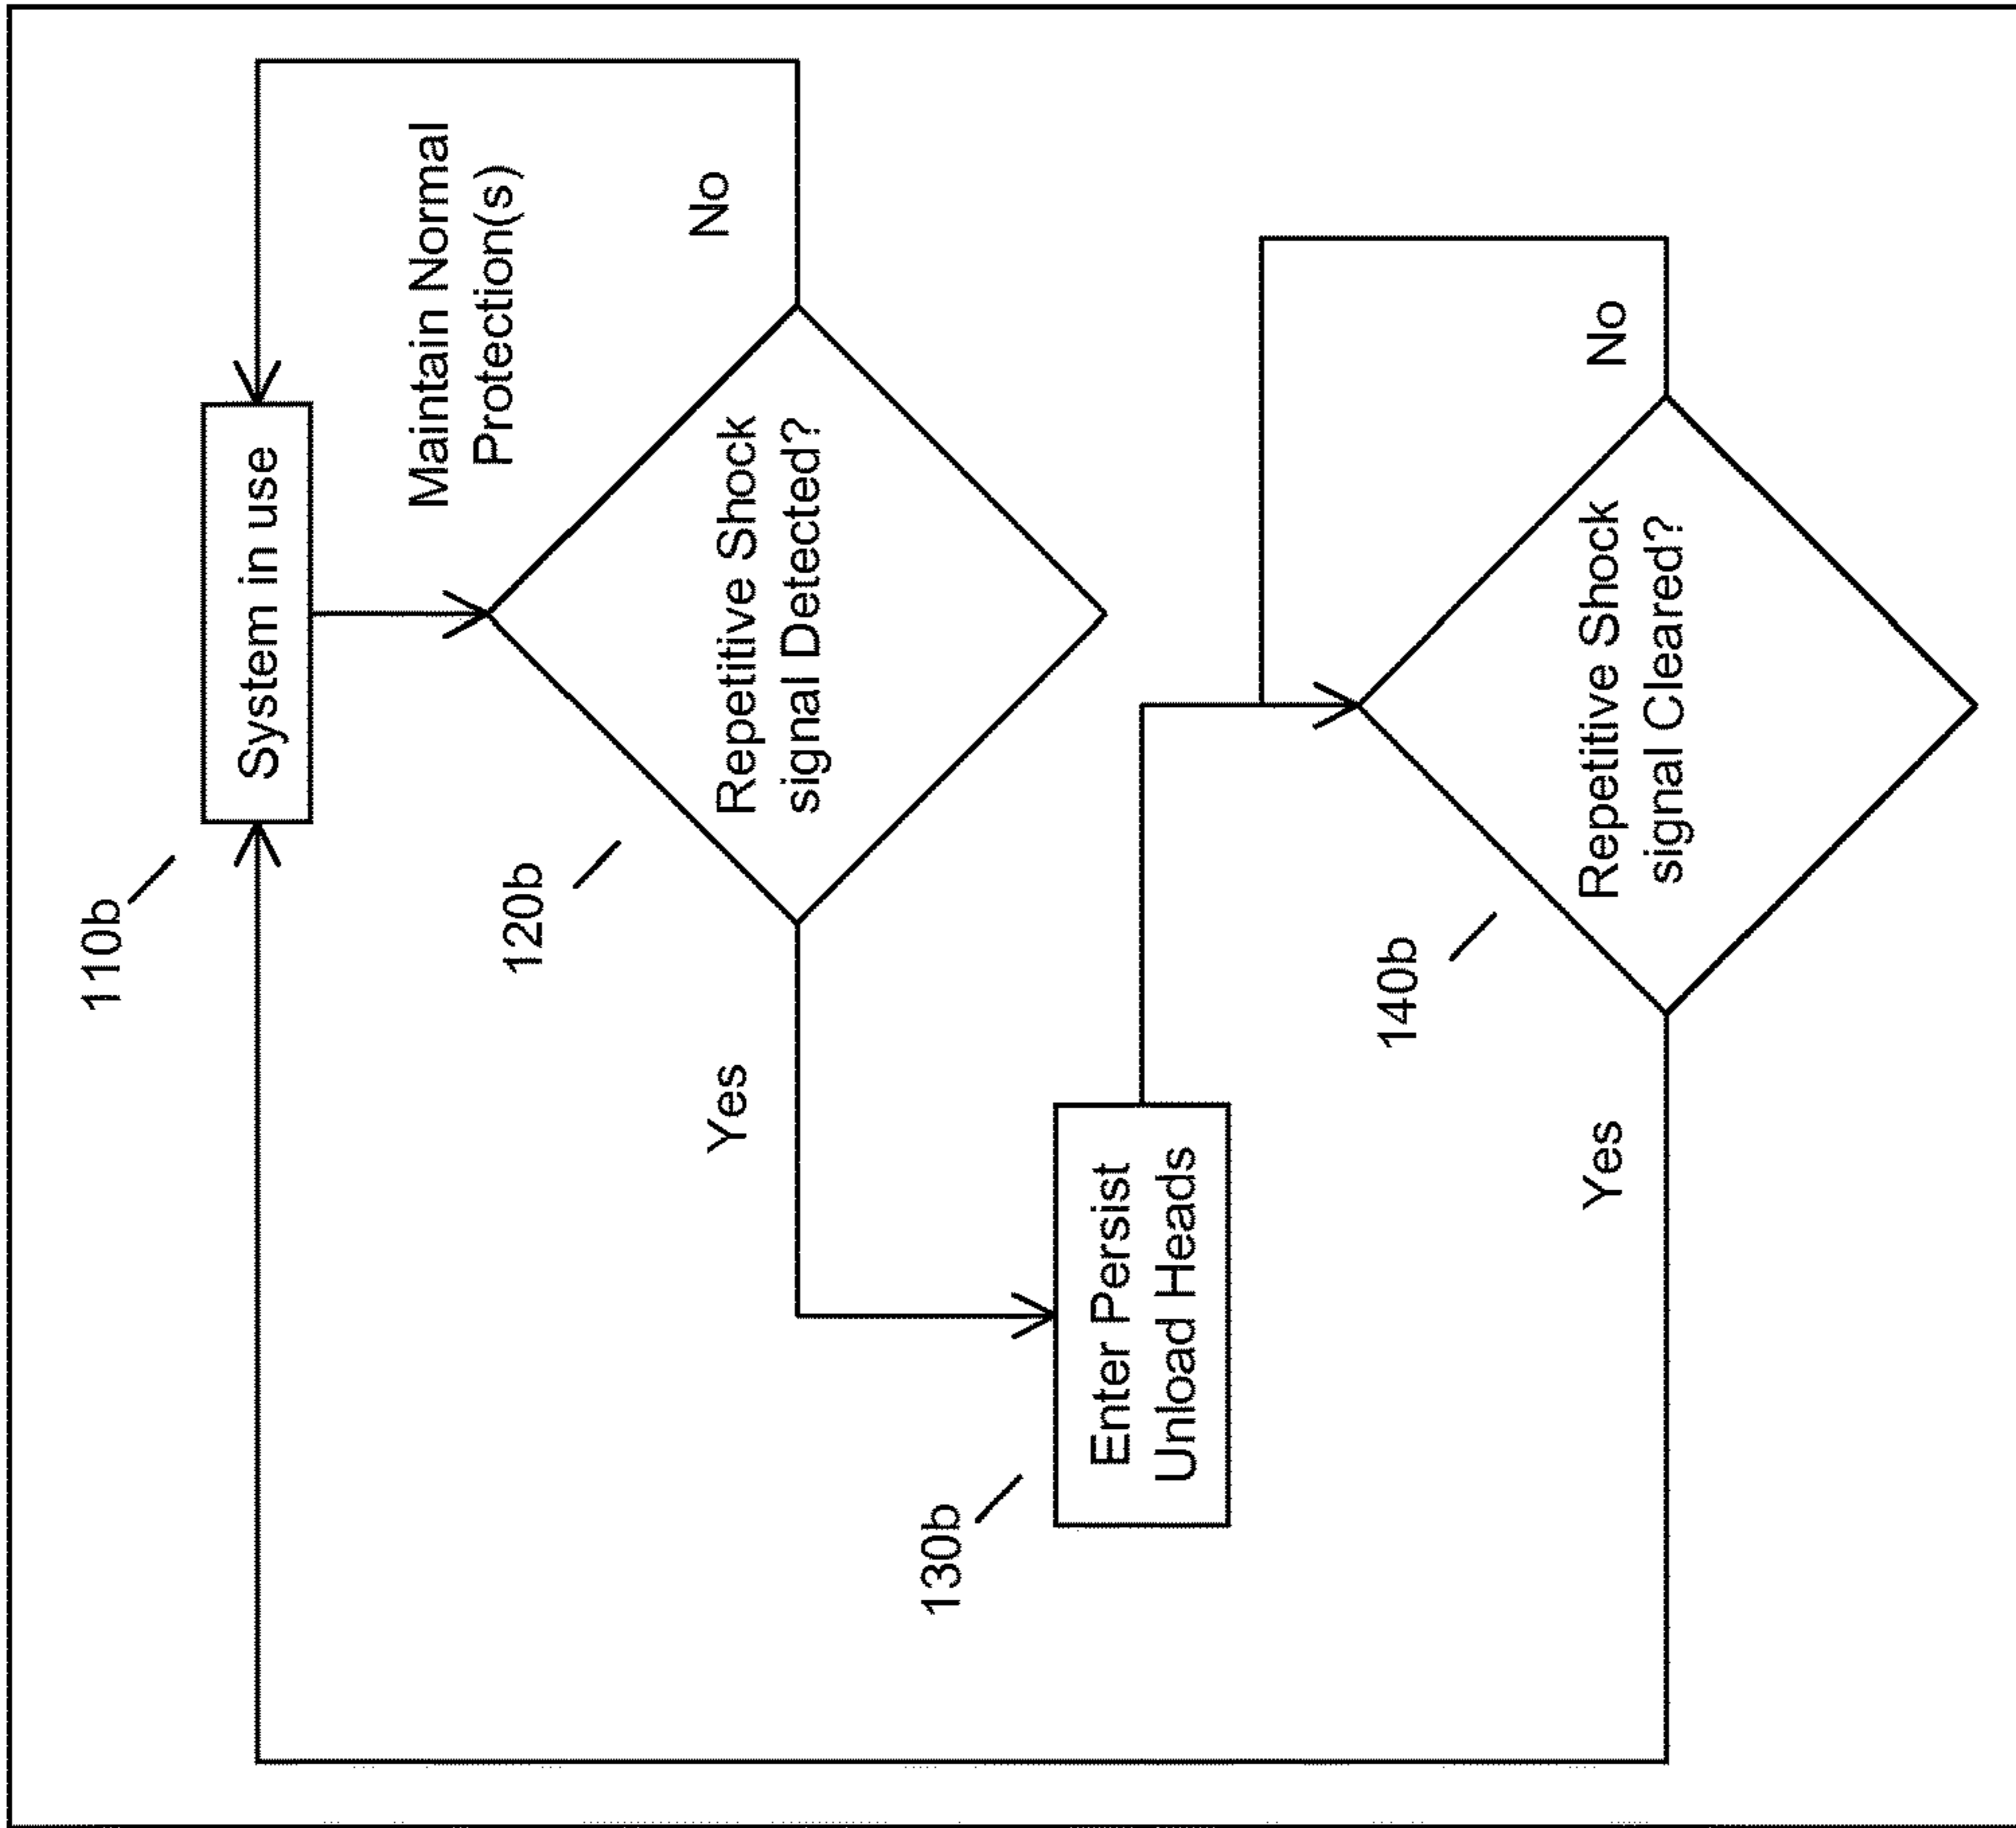 110b
System in use
Maintain Normal
Protection(s)
120b
Repetitive Shock
signal Detected?
No
Yes
130b
Enter Persist
Unload Heads
140b
Repetitive Shock
signal Cleared?
No
Yes